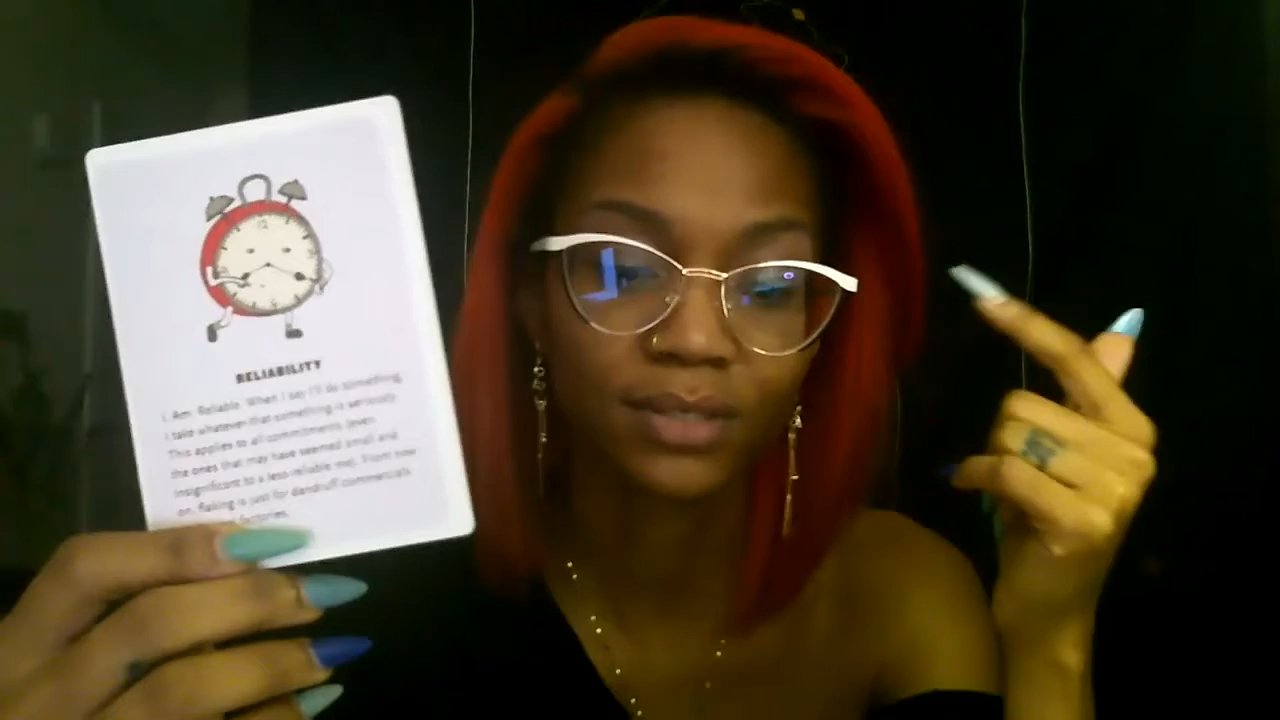 RELIABILITY
I Am Reliable. When I say I'll do something,
I take whatever that something is seriously.
This applies to all commitments (even
the ones that may have seemed small and
insignificant to a less reliable me). From now
on, flaking is just for dandruff commercials
factories.